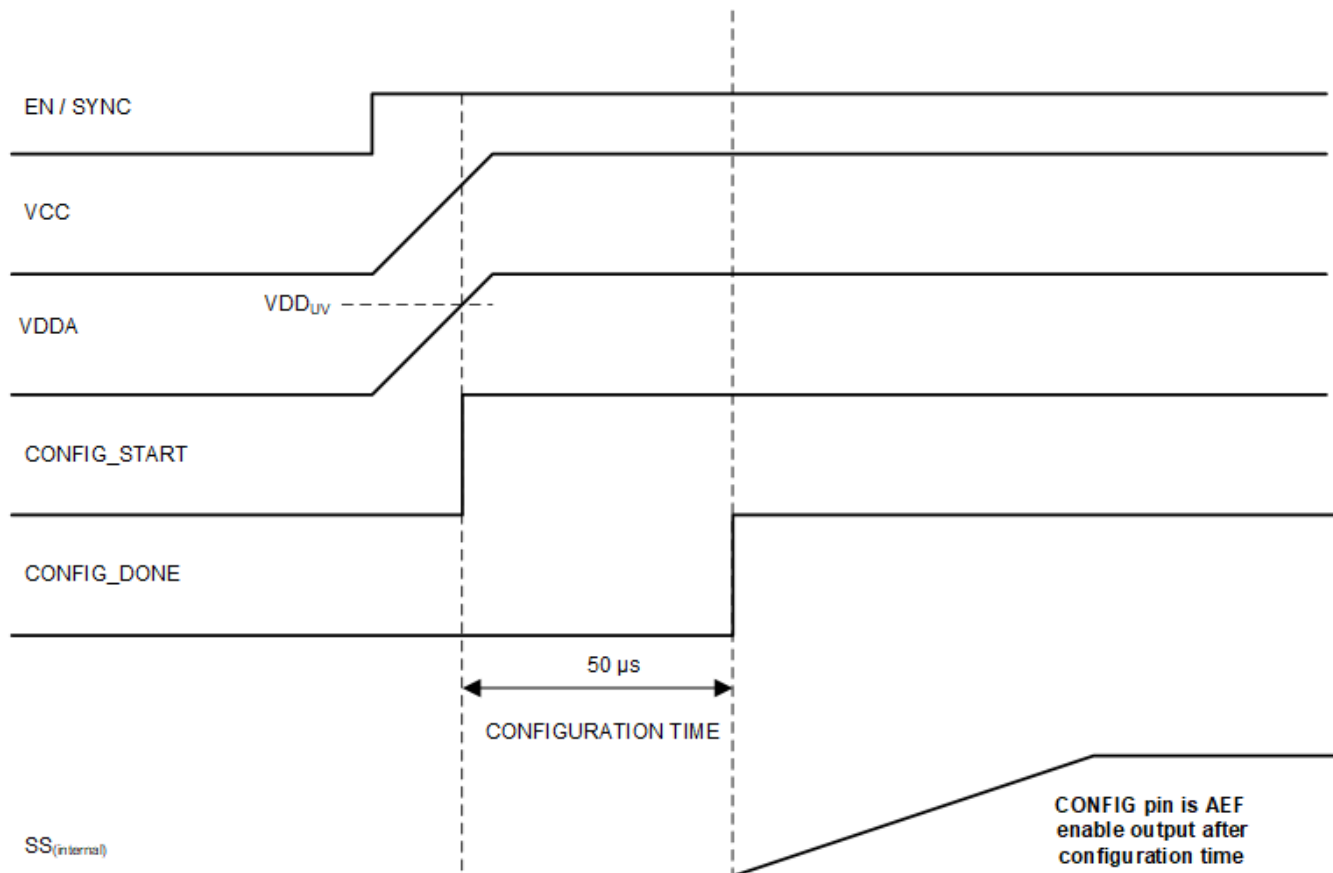 EN / SYNC
VCC
VDD_UV
VDDA
CONFIG_START
CONFIG_DONE
50 µs
CONFIGURATION TIME
CONFIG pin is AEF
enable output after
configuration time
SS(internal)